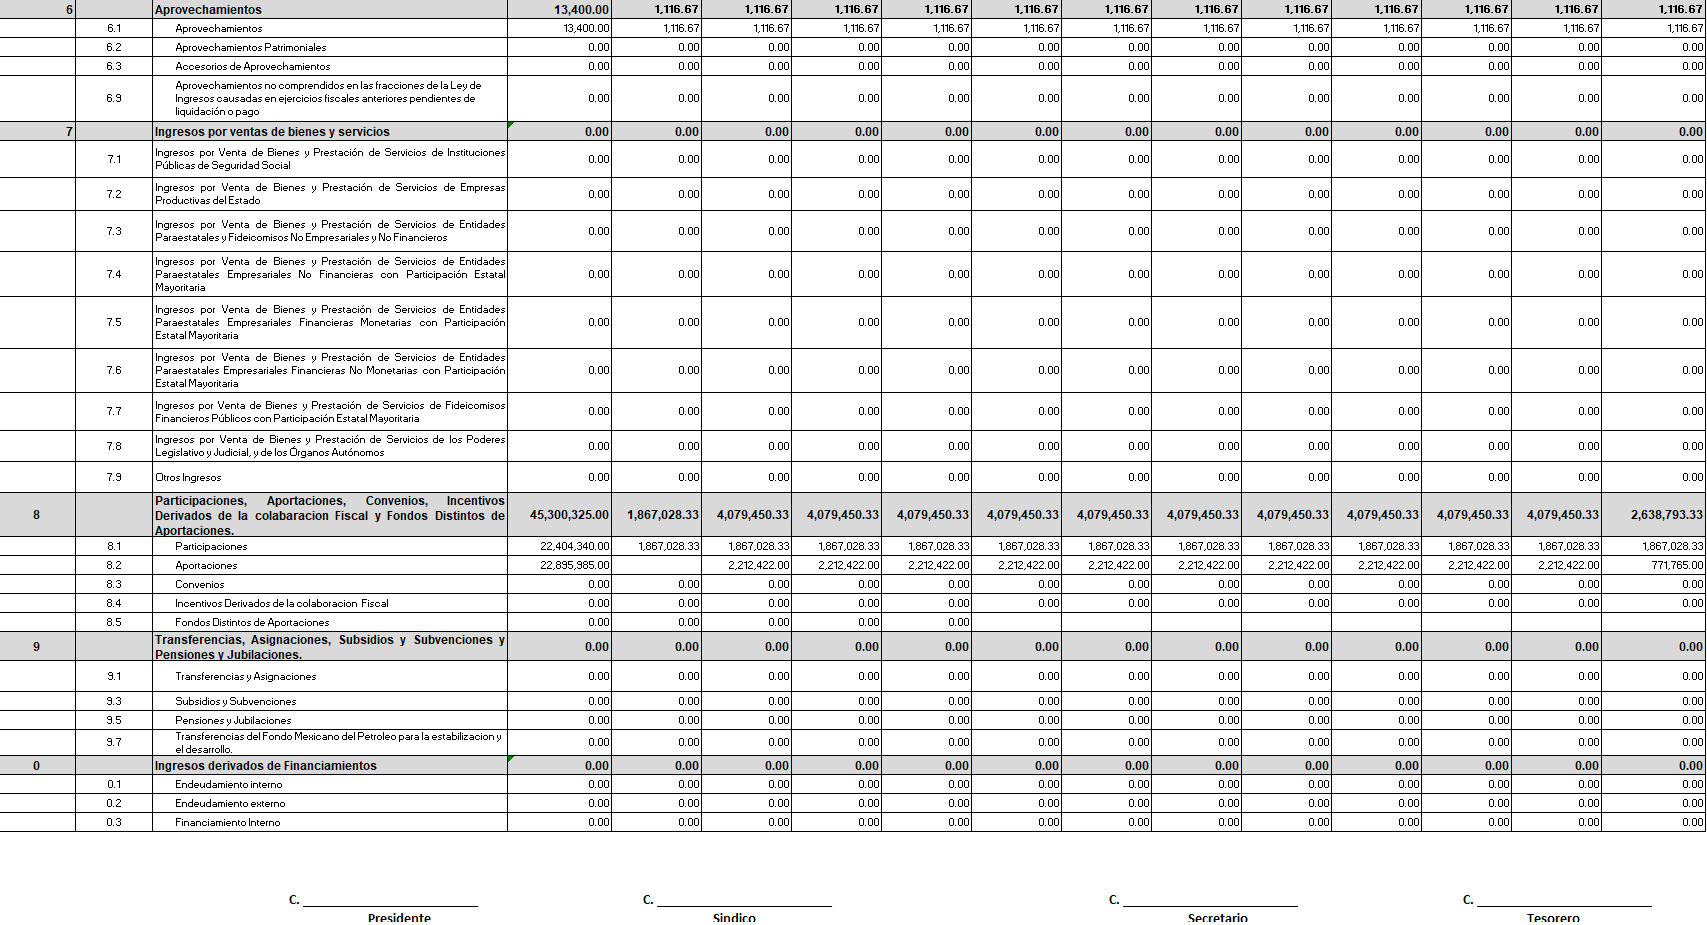 6 Aprovechamientos 13,400.00 1,116.67 1,116.67 1,116.67 1,116.67 1,116.67 1,116.67 1,116.67 1,116.67 1,116.67 1,116.67 1,116.67 1,116.67
6.1 Aprovechamientos 13,400.00 1,116.67 1,116.67 1,116.67 1,116.67 1,116.67 1,116.67 1,116.67 1,116.67 1,116.67 1,116.67 1,116.67 1,116.67
6.2 Aprovechamientos Patrimoniales 0.00 0.00 0.00 0.00 0.00 0.00 0.00 0.00 0.00 0.00 0.00 0.00 0.00
6.3 Accesorios de Aprovechamientos 0.00 0.00 0.00 0.00 0.00 0.00 0.00 0.00 0.00 0.00 0.00 0.00 0.00
Aprovechamientos no comprendidos en las fracciones de la Ley de
6.9 Ingresos causadas en ejercicios fiscales anteriores pendientes de 0.00 0.00 0.00 0.00 0.00 0.00 0.00 0.00 0.00 0.00 0.00 0.00 0.00
liquidación o pago
7 Ingresos por ventas de bienes y servicios 0.00 0.00 0.00 0.00 0.00 0.00 0.00 0.00 0.00 0.00 0.00 0.00 0.00
7.1 Ingresos por Venta de Bienes y Prestación de Servicios de Instituciones 0.00 0.00 0.00 0.00 0.00 0.00 0.00 0.00 0.00 0.00 0.00 0.00 0.00
Públicas de Seguridad Social
7.2 Ingresos por Venta de Bienes y Prestación de Servicios de Empresas 0.00 0.00 0.00 0.00 0.00 0.00 0.00 0.00 0.00 0.00 0.00 0.00 0.00
Productivas del Estado
7.3 Ingresos por Venta de Bienes y Prestación de Servicios de Entidades 0.00 0.00 0.00 0.00 0.00 0.00 0.00 0.00 0.00 0.00 0.00 0.00 0.00
Paraestatales y Fideicomisos No Empresariales y No Financieros
Ingresos por Venta de Bienes y Prestación de Servicios de Entidades
7.4 Paraestatales Empresariales No Financieras con Participación Estatal 0.00 0.00 0.00 0.00 0.00 0.00 0.00 0.00 0.00 0.00 0.00 0.00 0.00
Mayoritaria
Ingresos por Venta de Bienes y Prestación de Servicios de Entidades
7.5 Paraestatales Empresariales Financieras Monetarias con Participación 0.00 0.00 0.00 0.00 0.00 0.00 0.00 0.00 0.00 0.00 0.00 0.00 0.00
Estatal Mayoritaria
Ingresos por Venta de Bienes y Prestación de Servicios de Entidades
7.6 Paraestatales Empresariales Financieras No Monetarias con Participación 0.00 0.00 0.00 0.00 0.00 0.00 0.00 0.00 0.00 0.00 0.00 0.00 0.00
Estatal Mayoritaria
7.7 Ingresos por Venta de Bienes y Prestación de Servicios de Fideicomisos 0.00 0.00 0.00 0.00 0.00 0.00 0.00 0.00 0.00 0.00 0.00 0.00 0.00
Financieros Públicos con Participación Estatal Mayoritaria
7.8 Ingresos por Venta de Bienes y Prestación de Servicios de los Poderes 0.00 0.00 0.00 0.00 0.00 0.00 0.00 0.00 0.00 0.00 0.00 0.00 0.00
Legislativo y Judicial, y de los Órganos Autónomos
7.9 Otros Ingresos 0.00 0.00 0.00 0.00 0.00 0.00 0.00 0.00 0.00 0.00 0.00 0.00 0.00
Participaciones, Aportaciones, Convenios, Incentivos
8 Derivados de la colabaracion Fiscal y Fondos Distintos de 45,300,325.00 1,867,028.33 4,079,450.33 4,079,450.33 4,079,450.33 4,079,450.33 4,079,450.33 4,079,450.33 4,079,450.33 4,079,450.33 4,079,450.33 4,079,450.33 2,638,793.33
Aportaciones.
8.1 Participaciones 22,404,340.00 1,867,028.33 1,867,028.33 1,867,028.33 1,867,028.33 1,867,028.33 1,867,028.33 1,867,028.33 1,867,028.33 1,867,028.33 1,867,028.33 1,867,028.33 1,867,028.33
8.2 Aportaciones 22,895,985.00 2,212,422.00 2,212,422.00 2,212,422.00 2,212,422.00 2,212,422.00 2,212,422.00 2,212,422.00 2,212,422.00 2,212,422.00 2,212,422.00 771,765.00
8.3 Convenios 0.00 0.00 0.00 0.00 0.00 0.00 0.00 0.00 0.00 0.00 0.00 0.00 0.00
8.4 Incentivos Derivados de la colaboracion Fiscal 0.00 0.00 0.00 0.00 0.00 0.00 0.00 0.00 0.00 0.00 0.00 0.00 0.00
8.5 Fondos Distintos de Aportaciones 0.00 0.00 0.00 0.00 0.00
9 Transferencias, Asignaciones, Subsidios y Subvenciones y 0.00 0.00 0.00 0.00 0.00 0.00 0.00 0.00 0.00 0.00 0.00 0.00 0.00
Pensiones y Jubilaciones.
9.1 Transferencias y Asignaciones 0.00 0.00 0.00 0.00 0.00 0.00 0.00 0.00 0.00 0.00 0.00 0.00 0.00
9.3 Subsidios y Subvenciones 0.00 0.00 0.00 0.00 0.00 0.00 0.00 0.00 0.00 0.00 0.00 0.00 0.00
9.5 Pensiones y Jubilaciones 0.00 0.00 0.00 0.00 0.00 0.00 0.00 0.00 0.00 0.00 0.00 0.00 0.00
9.7 Transferencias del Fondo Mexicano del Petroleo para la estabilizacion y 0.00 0.00 0.00 0.00 0.00 0.00 0.00 0.00 0.00 0.00 0.00 0.00 0.00
el desarrollo.
0 Ingresos derivados de Financiamientos 0.00 0.00 0.00 0.00 0.00 0.00 0.00 0.00 0.00 0.00 0.00 0.00 0.00
0.1 Endeudamiento interno 0.00 0.00 0.00 0.00 0.00 0.00 0.00 0.00 0.00 0.00 0.00 0.00 0.00
0.2 Endeudamiento externo 0.00 0.00 0.00 0.00 0.00 0.00 0.00 0.00 0.00 0.00 0.00 0.00 0.00
0.3 Financiamiento Interno 0.00 0.00 0.00 0.00 0.00 0.00 0.00 0.00 0.00 0.00 0.00 0.00 0.00
C. ____________ C. ____________ C. ____________ C. ____________
Presidente Sindico Secretario Tesorero